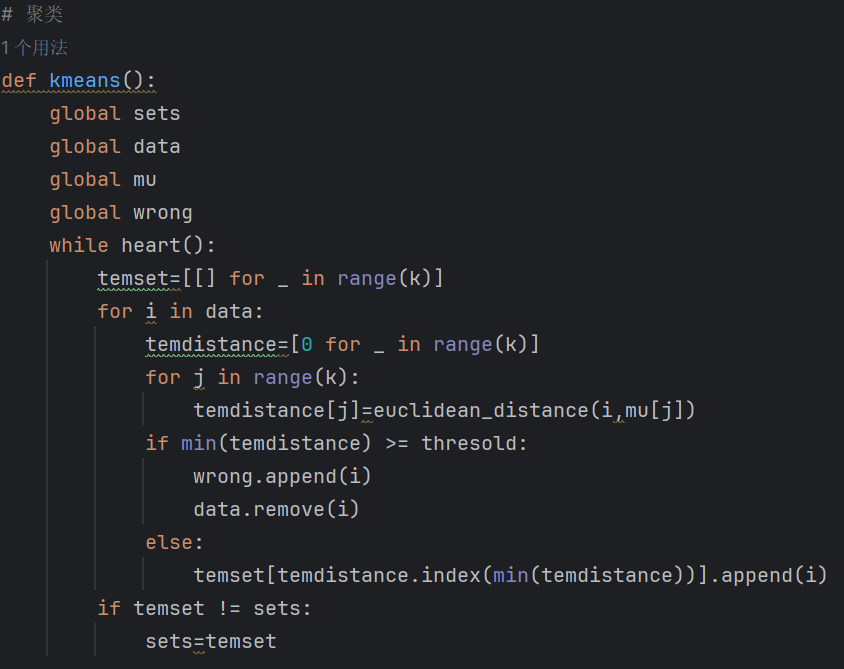 # 聚类
1个用法
def kmeans():
    global sets
    global data
    global mu
    global wrong
    while heart():
        temset=[[] for _ in range(k)]
        for i in data:
            temdistance=[0 for _ in range(k)]
            for j in range(k):
                temdistance[j]=euclidean_distance(i,mu[j])
            if min(temdistance) >= thresold:
                wrong.append(i)
                data.remove(i)
            else:
                temset[temdistance.index(min(temdistance))].append(i)
        if temset != sets:
            sets=temset